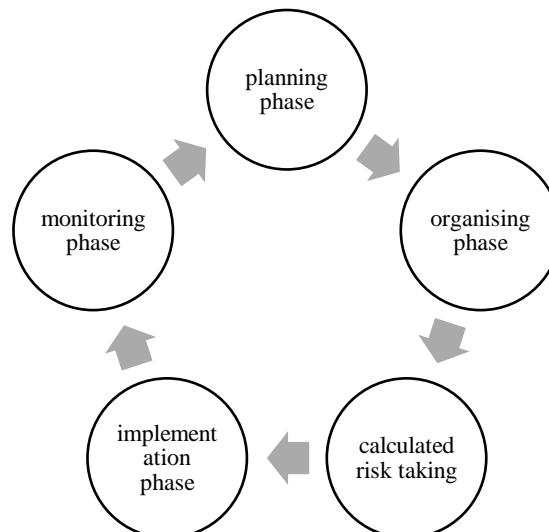 planning
phase
organising
phase
calculated
risk taking
implement
ation
phase
monitoring
phase